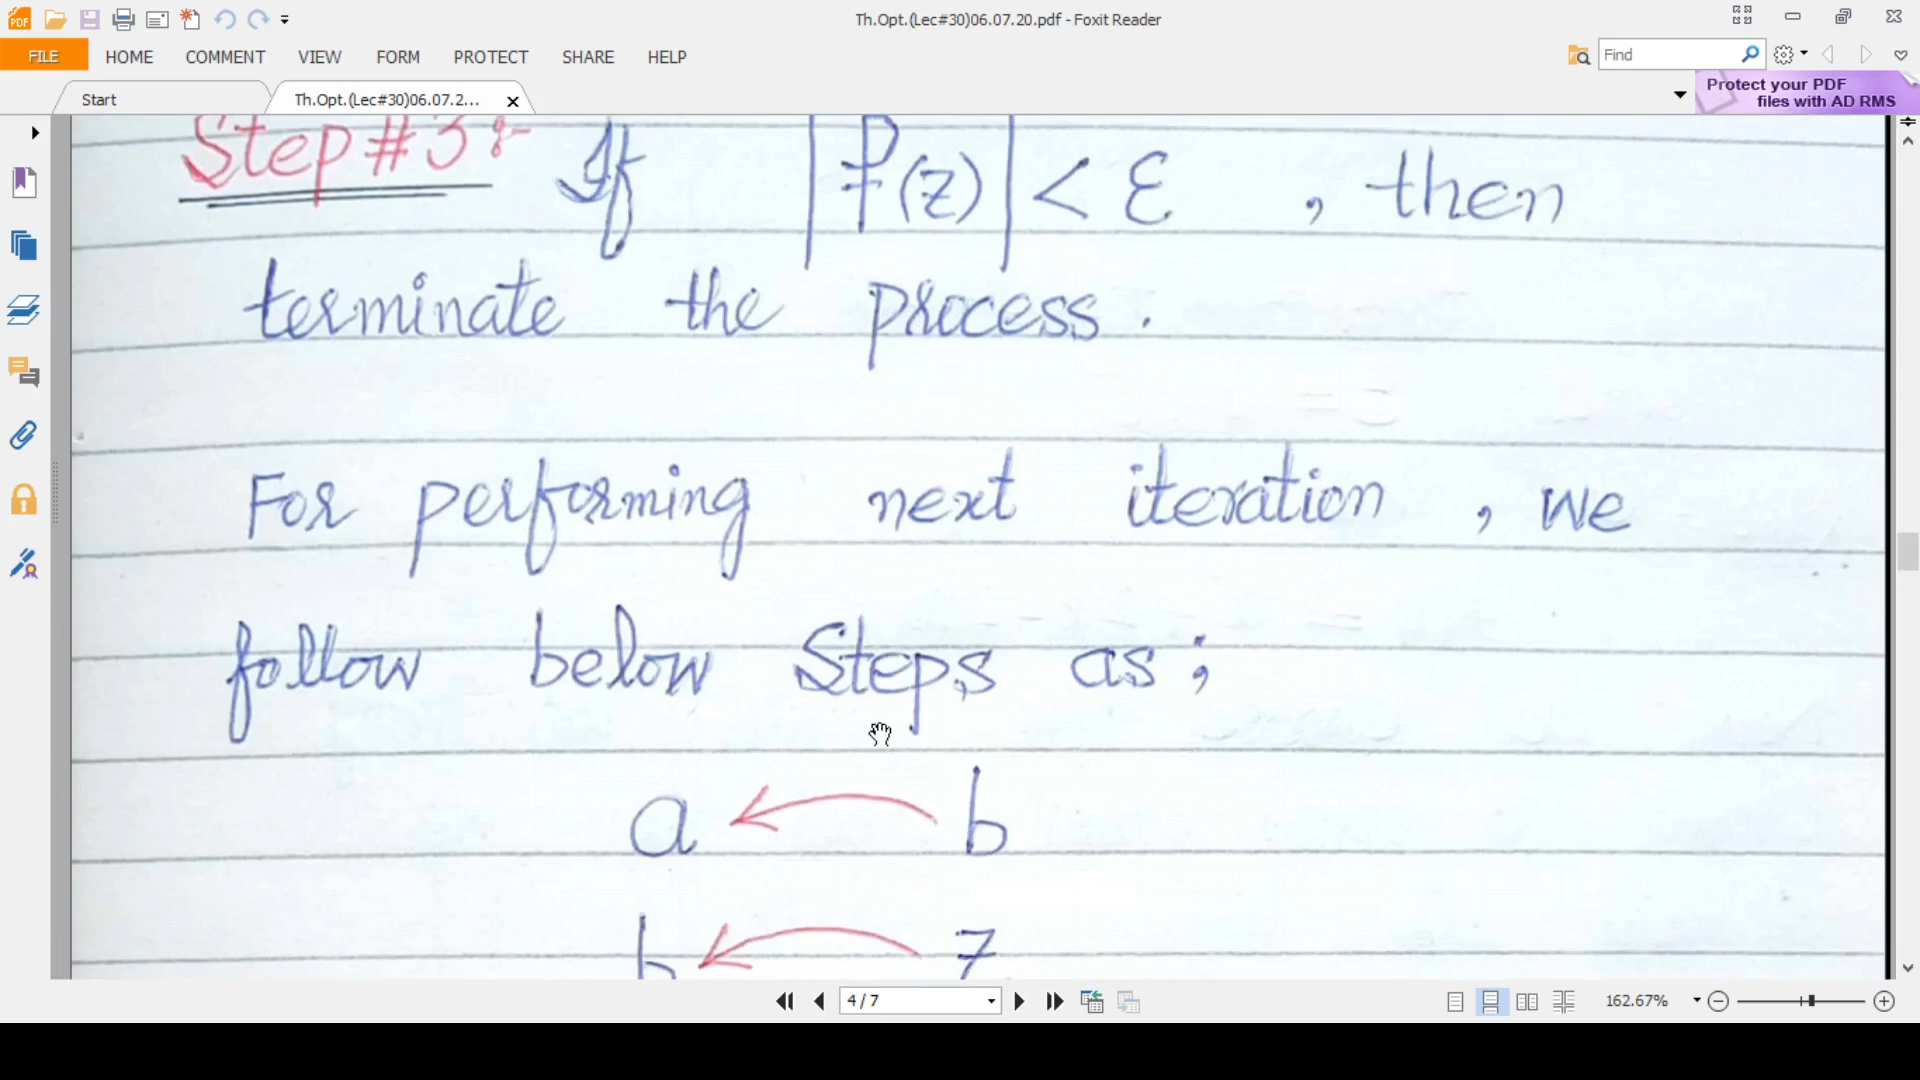 Th.Opt.(Lec#30)06.07.20.pdf - Foxit Reader
FILE HOME COMMENT VIEW FORM PROTECT SHARE HELP
Find
Start Th.Opt.(Lec#30)06.07.2...
Protect your PDF
files with AD RMS
Step #3:- If |f(z)| < ε , then
terminate the process.
For performing next iteration, we
follow below Steps as;
a ← b
b ← z
4 / 7
162.67%